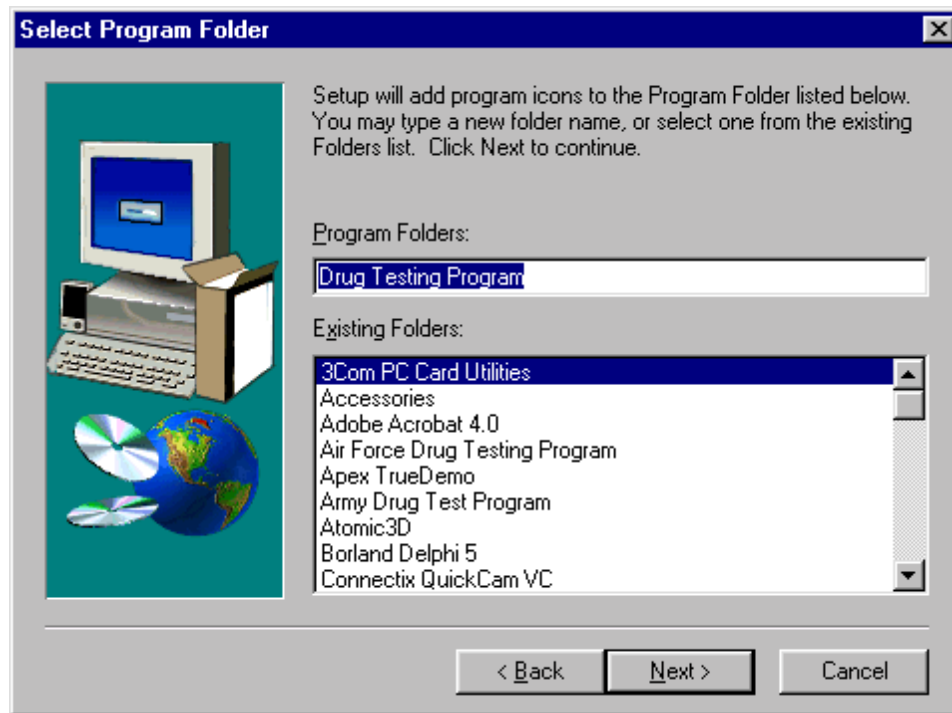 Select Program Folder
Setup will add program icons to the Program Folder listed below.
You may type a new folder name, or select one from the existing
Folders list.  Click Next to continue.
Program Folders:
Drug Testing Program
Existing Folders:
3Com PC Card Utilities
Accessories
Adobe Acrobat 4.0
Air Force Drug Testing Program
Apex TrueDemo
Army Drug Test Program
Atomic3D
Borland Delphi 5
Connectix QuickCam VC
< Back
Next >
Cancel